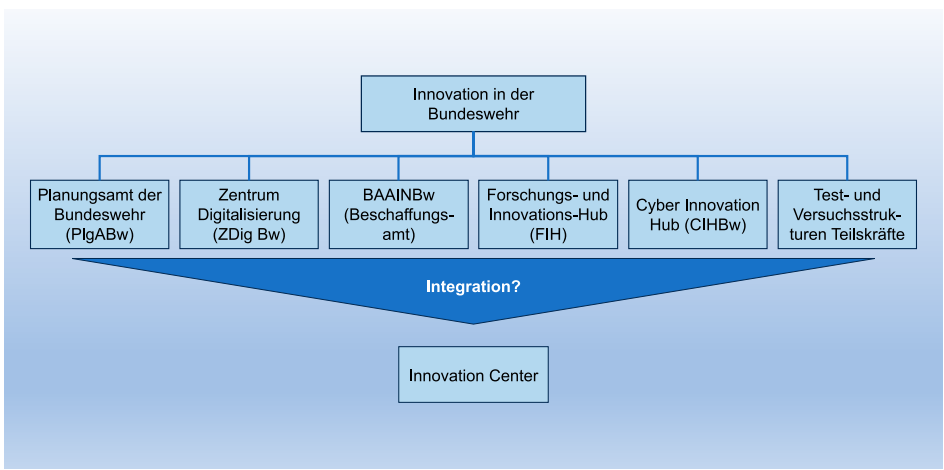 Innovation in der
Bundeswehr
Planungsamt der
Bundeswehr
(PlgABw)
Zentrum
Digitalisierung
(ZDig Bw)
BAAINBw
(Beschaffungs-
amt)
Forschungs- und
Innovations-Hub
(FIH)
Cyber Innovation
Hub (CIHBw)
Test- und
Versuchsstruk-
turen Teilskräfte
Integration?
Innovation Center